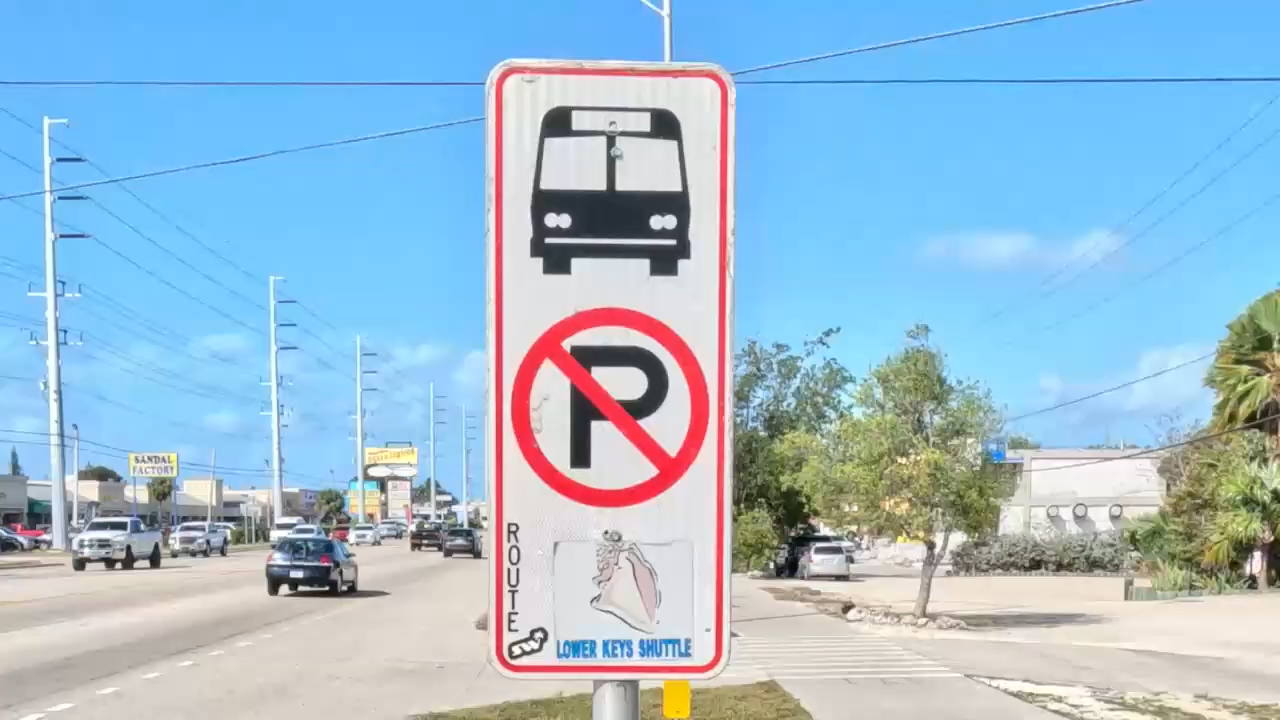 P
ROUTE
LOWER KEYS SHUTTLE
SANDAL
FACTORY